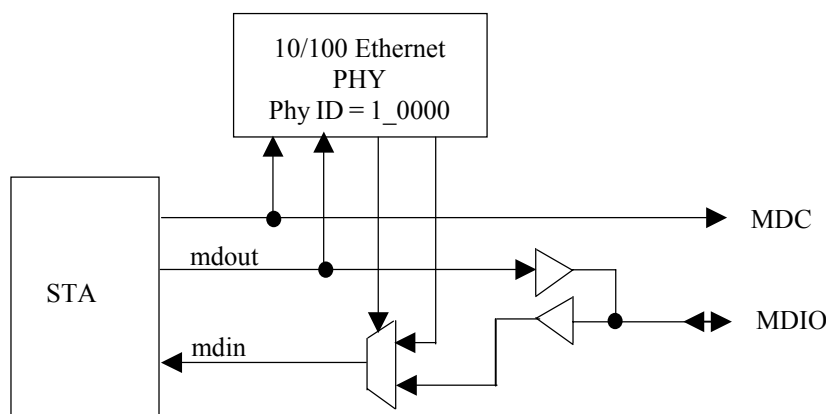 10/100 Ethernet
PHY
Phy ID = 1_0000
MDC
mdout
STA
MDIO
mdin